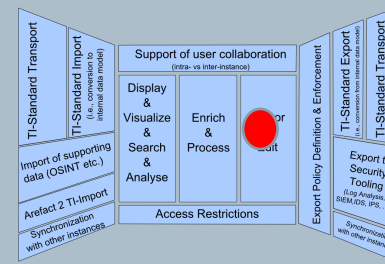 TI-Standard Transport
TI-Standard Import
(i.e., conversion to
internal data model)
Import of supporting
data (OSINT etc.)
Arefact 2 TI-Import
Synchronization
with other instances
Support of user collaboration
(intra- vs inter-instance)
Display
&
Visualize
&
Search
&
Analyse
Enrich
&
Process
Access Restrictions
Export Policy Definition & Enforcement
TI-Standard Export
(i.e., conversion from internal data model)
TI-Standard Transport
Export
Security
Tooling
(Log Analysis,
SIEM,IDS, IPS,
with other